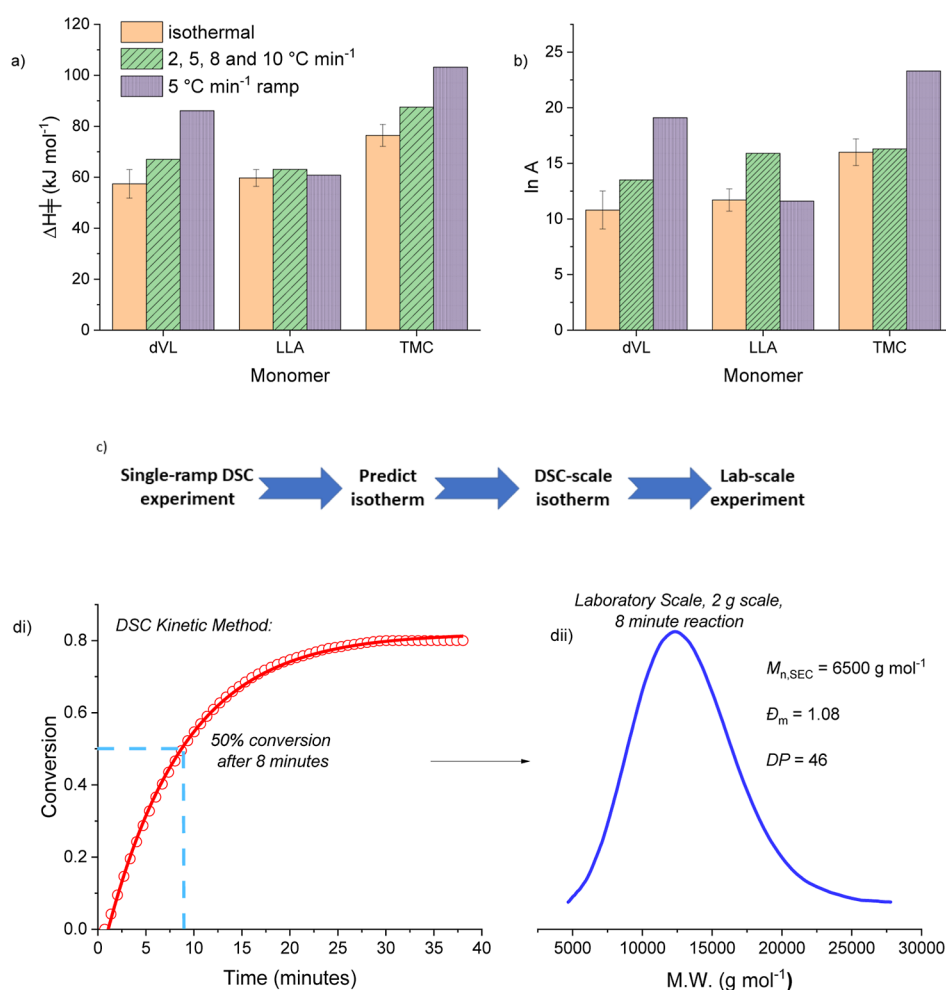 a)
120
100
80
60
40
20
0
ΔH‡ (kJ mol⁻¹)
isothermal
2, 5, 8 and 10 °C min⁻¹
5 °C min⁻¹ ramp
dVL
LLA
TMC
Monomer
b)
25
20
15
10
5
0
ln A
dVL
LLA
TMC
Monomer
c)
Single-ramp DSC
experiment
Predict
isotherm
DSC-scale
isotherm
Lab-scale
experiment
di)
DSC Kinetic Method:
0.8
0.6
0.4
0.2
0.0
Conversion
50% conversion
after 8 minutes
0
5
10
15
20
25
30
35
40
Time (minutes)
Laboratory Scale, 2 g scale,
8 minute reaction
dii)
Mn,SEC = 6500 g mol⁻¹
Đm = 1.08
DP = 46
5000
10000
15000
20000
25000
30000
M.W. (g mol⁻¹)